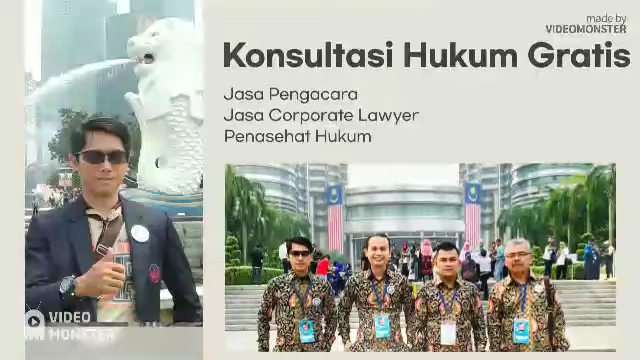 made by
VIDEOMONSTER
Konsultasi Hukum Gratis
Jasa Pengacara
Jasa Corporate Lawyer
Penasehat Hukum
VIDEO
MONSTER